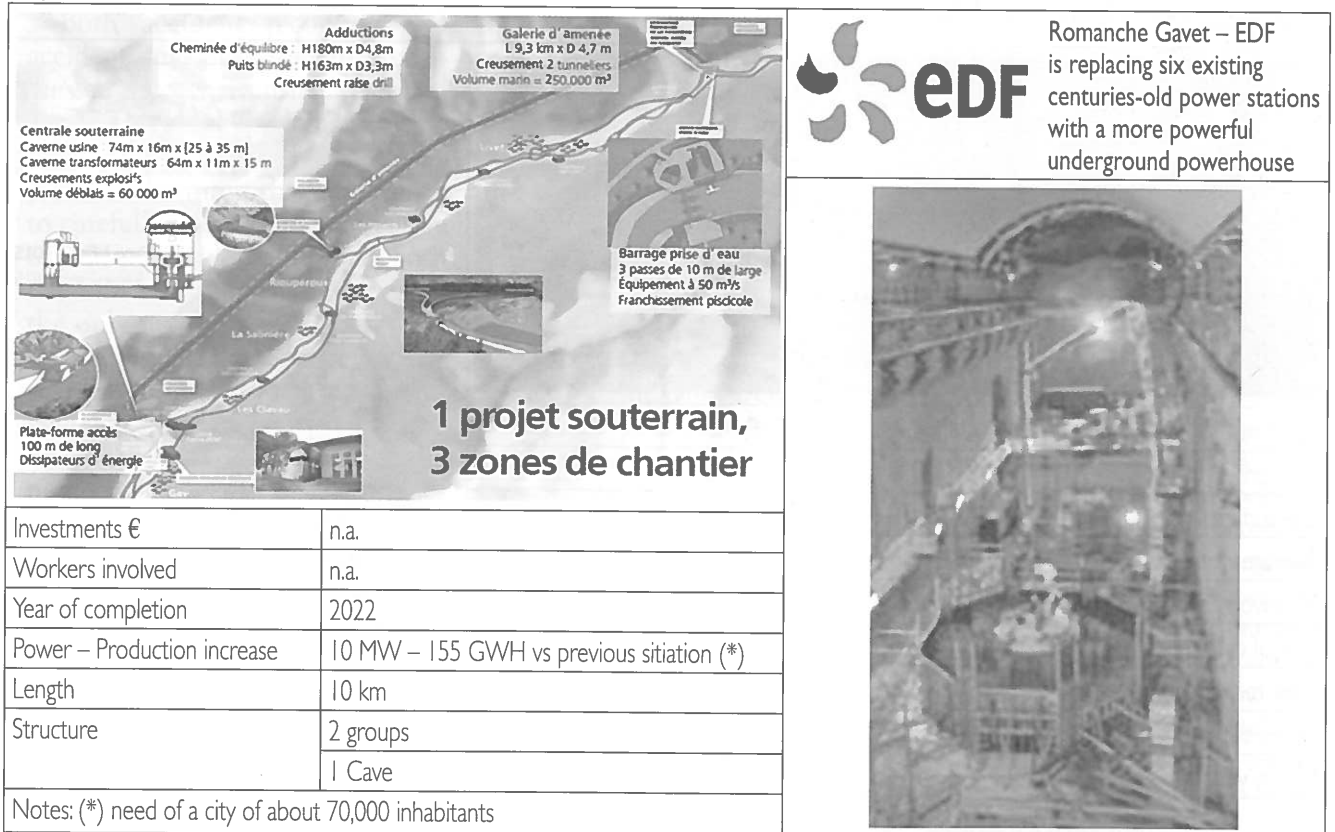 Adductions
Cheminée d'équilibre : H180m x D4,8m
Puits blindé : H163m x D3,3m
Creusement raise drill
Galerie d'amenée
L 9,3 km x D 4,7 m
Creusement 2 tunneliers
Volume marin = 250.000 m³
Centrale souterraine
Caverne usine 74m x 16m x [25 à 35 m]
Caverne transformateurs 64m x 11m x 15 m
Creusements explosifs
Volume déblais = 60 000 m³
Livet
Rioupéroux
La Salinière
Les Clavau
Gav
Barrage prise d'eau
3 passes de 10 m de large
Équipement à 50 m³/s
Franchissement piscicole
Plate-forme accès
100 m de long
Dissipateurs d'énergie
1 projet souterrain,
3 zones de chantier
eDF
Romanche Gavet – EDF
is replacing six existing
centuries-old power stations
with a more powerful
underground powerhouse
Investments € n.a.
Workers involved n.a.
Year of completion 2022
Power – Production increase 10 MW – 155 GWH vs previous sitiation (*)
Length 10 km
Structure 2 groups
1 Cave
Notes: (*) need of a city of about 70,000 inhabitants